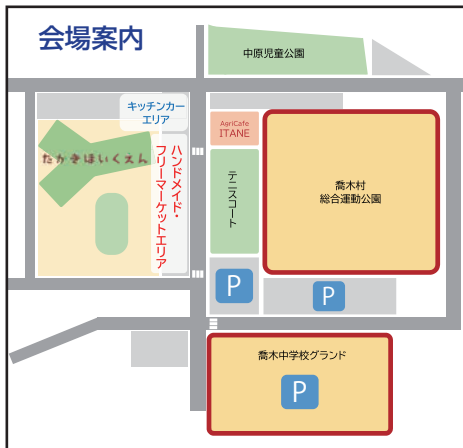 会場案内
中原児童公園
キッチンカー
エリア
AgriCafe
ITANE
たかぎほいくえん
ハンドメイド・
フリーマーケットエリア
テニスコート
喬木村
総合運動公園
P
P
喬木中学校グランド
P